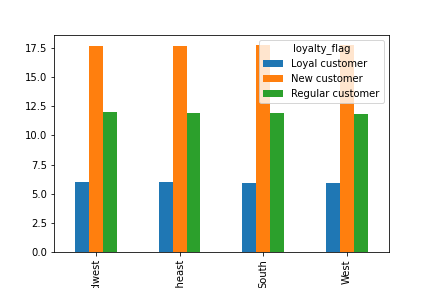 17.5
15.0
12.5
10.0
7.5
5.0
2.5
0.0
loyalty_flag
Loyal customer
New customer
Regular customer
dwest
heast
South
West